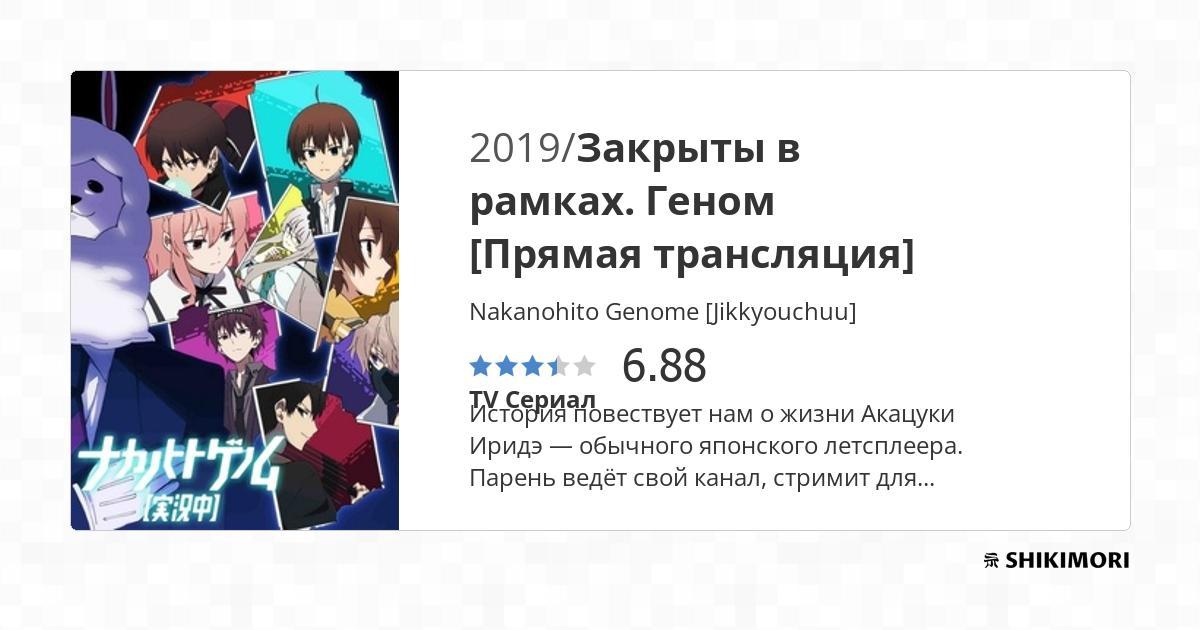 2019/Закрыты в
рамках. Геном
[Прямая трансляция]
Nakanohito Genome [Jikkyouchuu]
6.88
TV Сериал
История повествует нам о жизни Акацуки
Иридэ — обычного японского летсплеера.
Парень ведёт свой канал, стримит для...
ナカノヒトゲノム
【実況中】
SHIKIMORI